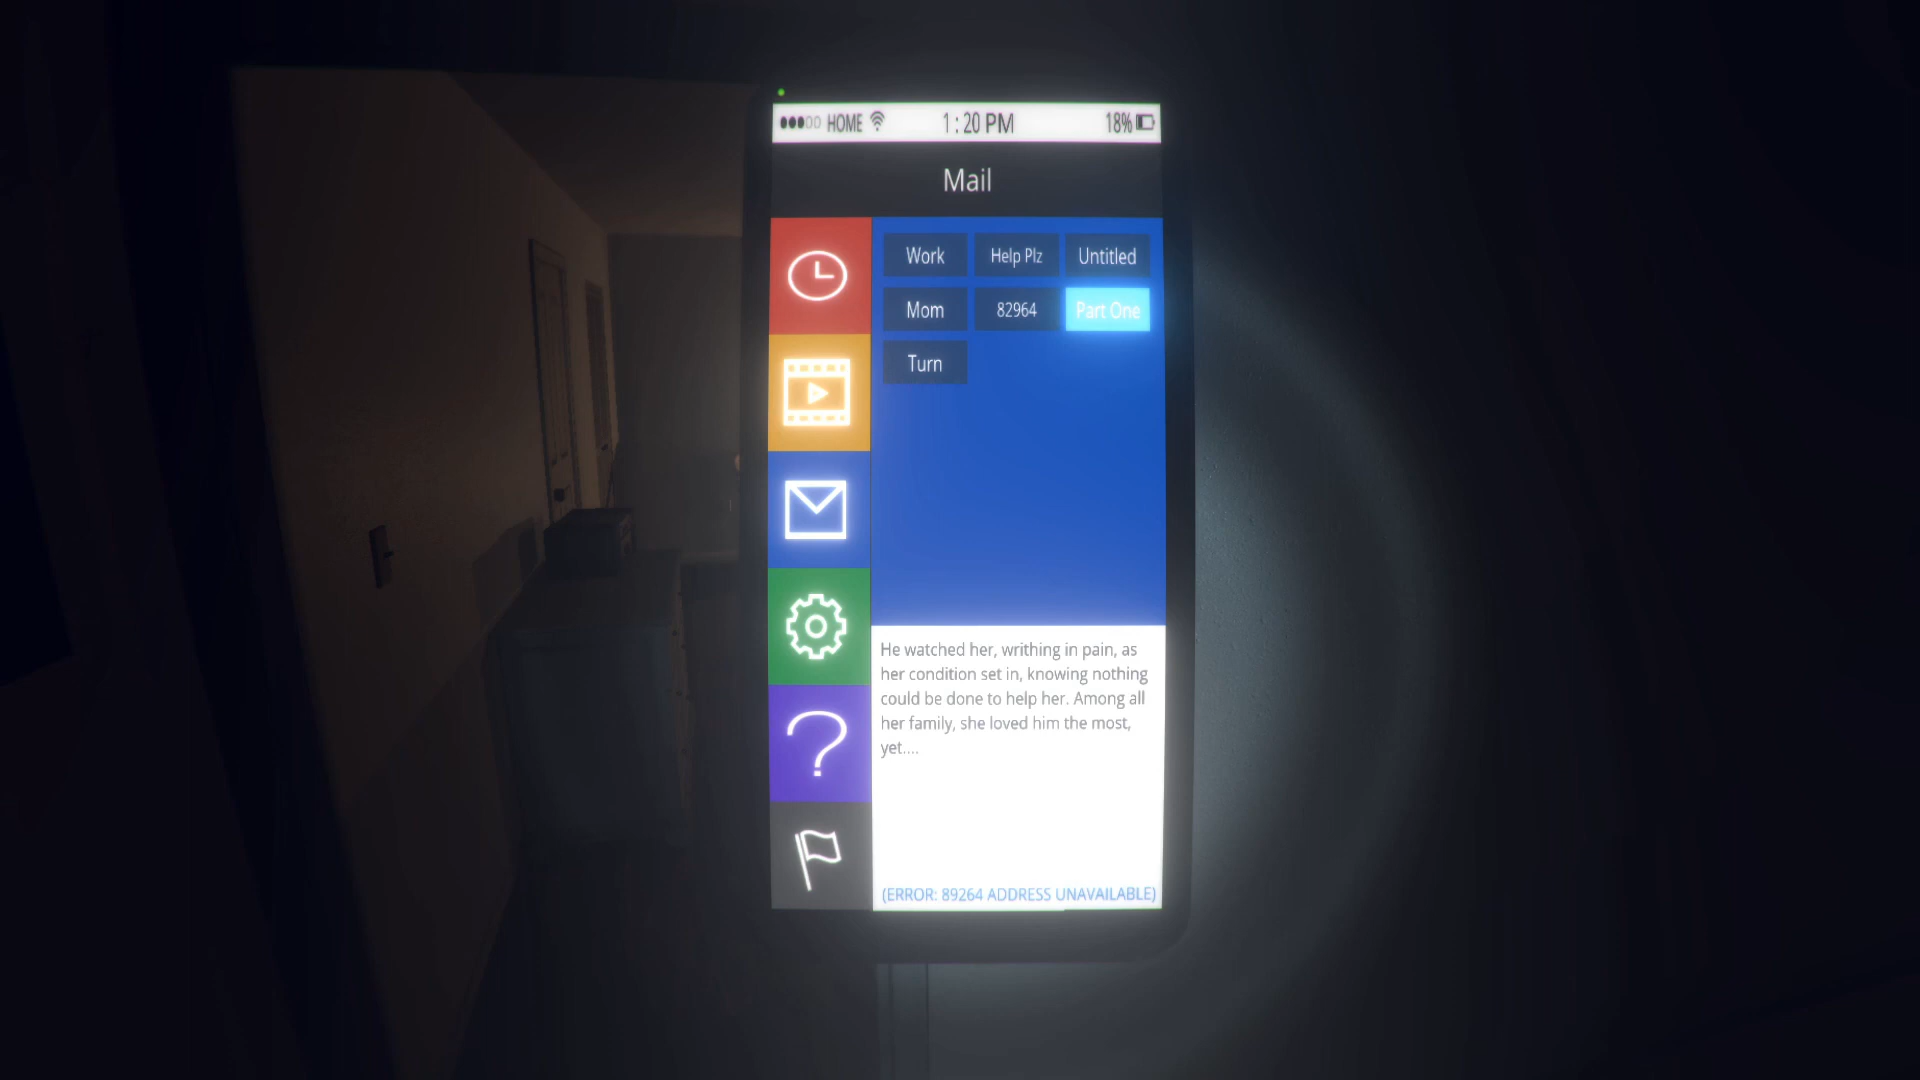 HOME 1:20 PM 18%
Mail
Work Help Plz Untitled
Mom 82964 Part One
Turn
He watched her, writhing in pain, as
her condition set in, knowing nothing
could be done to help her. Among all
her family, she loved him the most,
yet....
(ERROR: 89264 ADDRESS UNAVAILABLE)